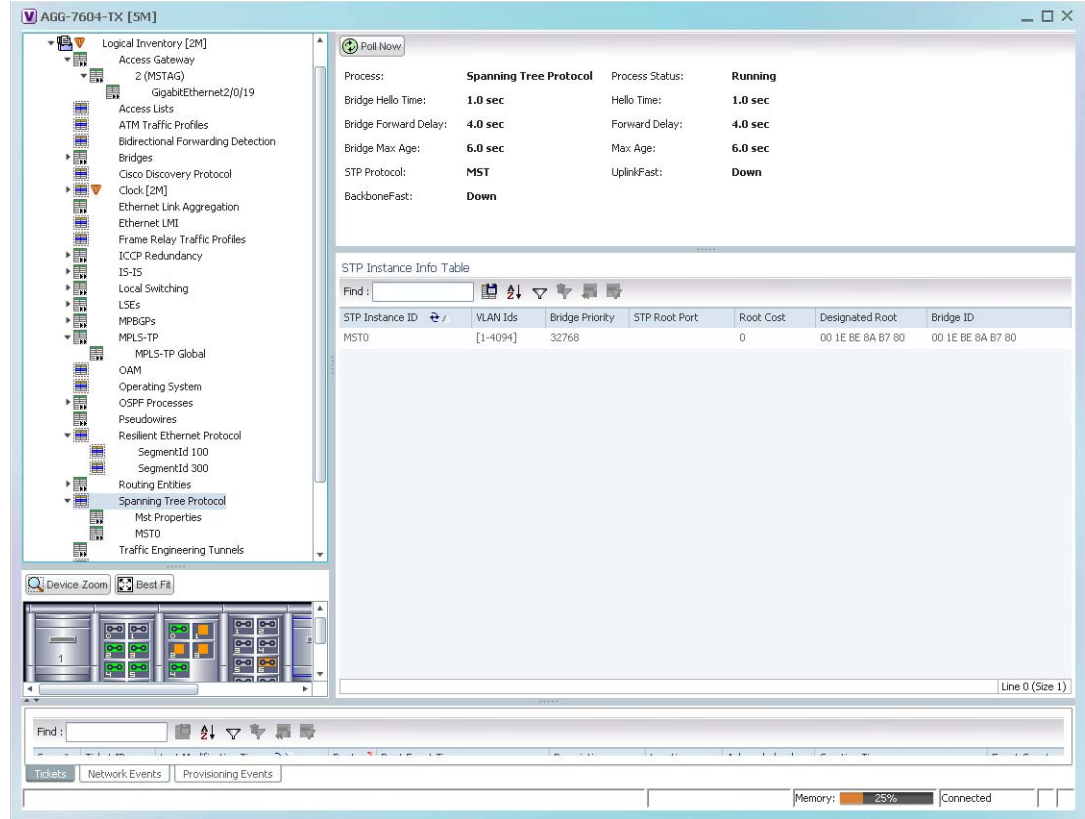 AGG-7604-TX [5M]
Logical Inventory [2M]
Access Gateway
2 (MSTAG)
GigabitEthernet2/0/19
Access Lists
ATM Traffic Profiles
Bidirectional Forwarding Detection
Bridges
Cisco Discovery Protocol
Clock [2M]
Ethernet Link Aggregation
Ethernet LMI
Frame Relay Traffic Profiles
ICCP Redundancy
IS-IS
Local Switching
LSEs
MPBGPs
MPLS-TP
MPLS-TP Global
OAM
Operating System
OSPF Processes
Pseudowires
Resilient Ethernet Protocol
SegmentId 100
SegmentId 300
Routing Entities
Spanning Tree Protocol
Mst Properties
MST0
Traffic Engineering Tunnels
Device Zoom Best Fit
1
Poll Now
Process: Spanning Tree Protocol Process Status: Running
Bridge Hello Time: 1.0 sec Hello Time: 1.0 sec
Bridge Forward Delay: 4.0 sec Forward Delay: 4.0 sec
Bridge Max Age: 6.0 sec Max Age: 6.0 sec
STP Protocol: MST UplinkFast: Down
BackboneFast: Down
STP Instance Info Table
Find :
STP Instance ID VLAN Ids Bridge Priority STP Root Port Root Cost Designated Root Bridge ID
MST0 [1-4094] 32768 0 00 1E BE 8A B7 80 00 1E BE 8A B7 80
Line 0 (Size 1)
Find :
Tickets Network Events Provisioning Events
Memory: 25% Connected